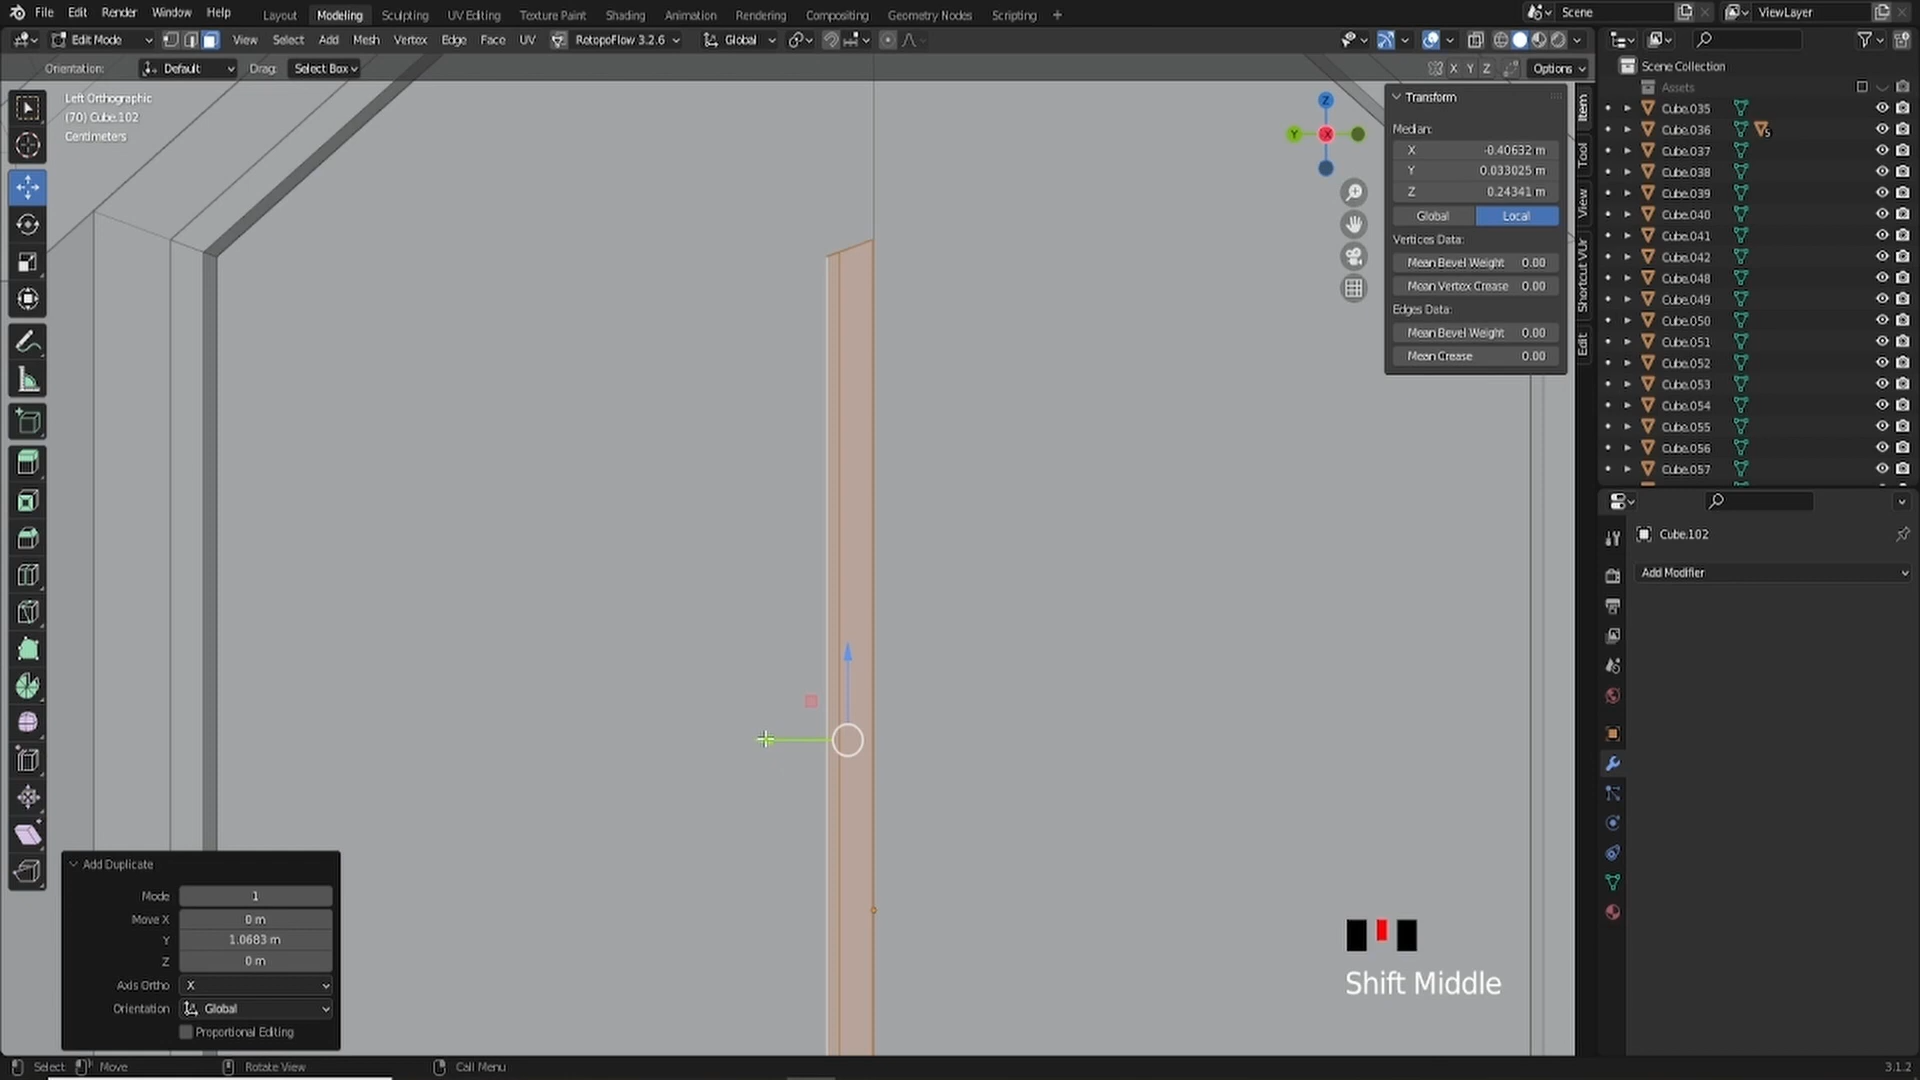 File Edit Render Window Help Layout Modeling Sculpting UV Editing Texture Paint Shading Animation Rendering Compositing Geometry Nodes Scripting + Scene ViewLayer
Edit Mode View Select Add Mesh Vertex Edge Face UV RetopoFlow 3.2.6 Global
Orientation: Default Drag: Select Box X Y Z Options
Left Orthographic
(70) Cube.102
Centimeters
Z
Y
X
Transform
Median:
X -0.40632 m
Y 0.033025 m
Z 0.24341 m
Global Local
Vertices Data:
Mean Bevel Weight 0.00
Mean Vertex Crease 0.00
Edges Data:
Mean Bevel Weight 0.00
Mean Crease 0.00
Item
Tool
View
Shortcut VUr
Edit
Scene Collection
Assets
Cube.035
Cube.036 5
Cube.037
Cube.038
Cube.039
Cube.040
Cube.041
Cube.042
Cube.048
Cube.049
Cube.050
Cube.051
Cube.052
Cube.053
Cube.054
Cube.055
Cube.056
Cube.057
Cube.102
Add Modifier
Add Duplicate
Mode 1
Move X 0 m
Y 1.0683 m
Z 0 m
Axis Ortho X
Orientation Global
Proportional Editing
Shift Middle
Select Move Rotate View Call Menu 3.1.2